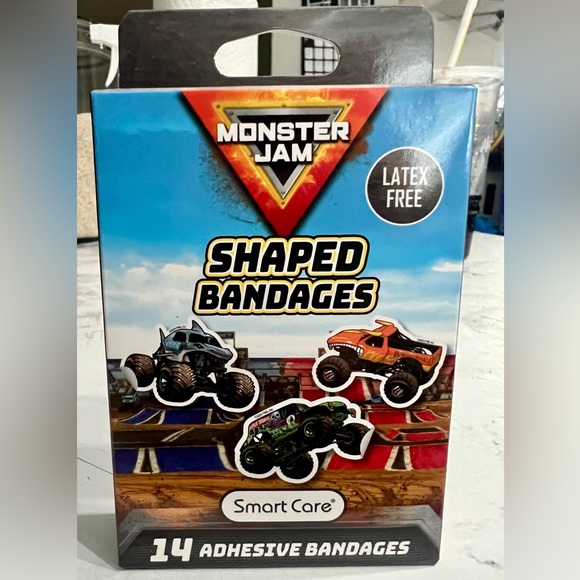 MONSTER
JAM
LATEX
FREE
SHAPED
BANDAGES
Smart Care®
14 ADHESIVE BANDAGES